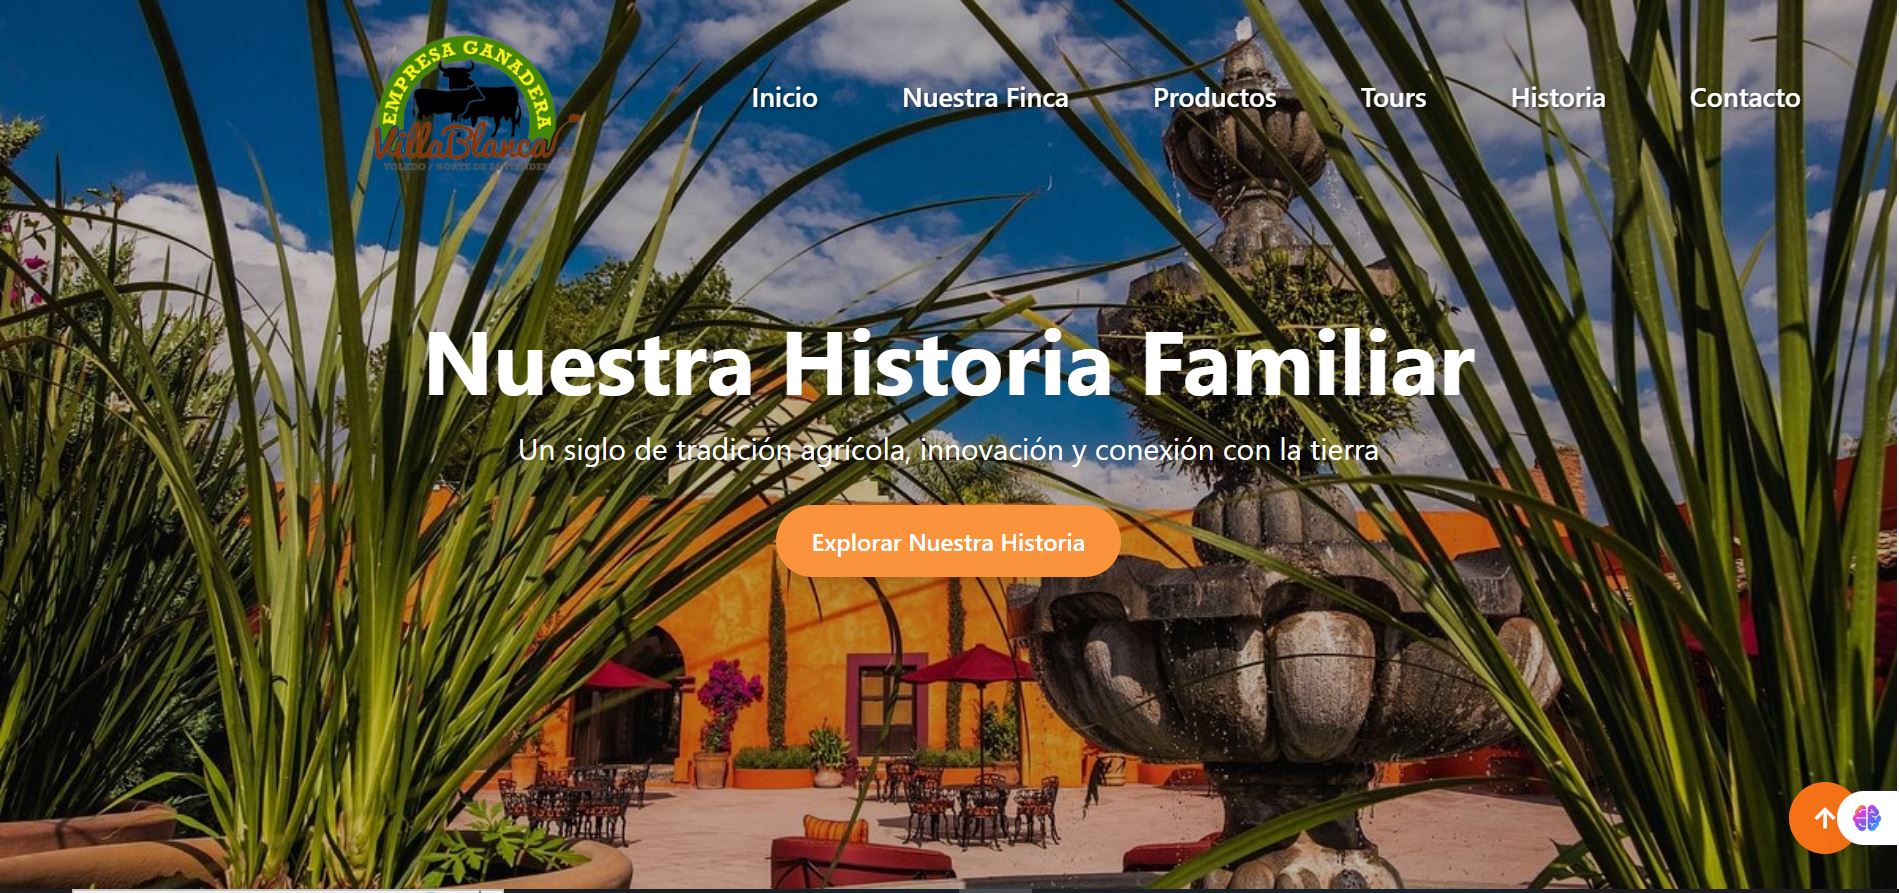 EMPRESA GANADERA
VillaBlanca
TOLEDO / NORTE DE SANTANDER
Inicio
Nuestra Finca
Productos
Tours
Historia
Contacto
Nuestra Historia Familiar
Un siglo de tradición agrícola, innovación y conexión con la tierra
Explorar Nuestra Historia